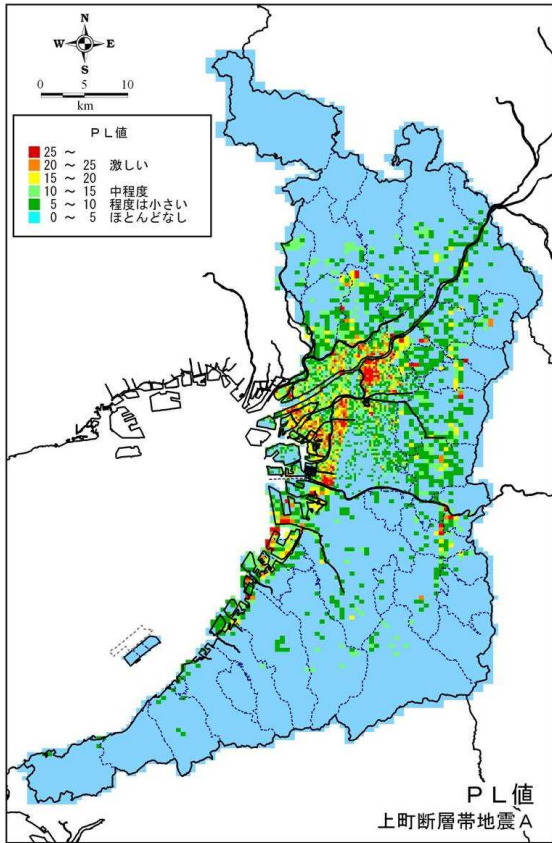 N
W E
S
0 5 10
km
PL値
25 ～
20 ～ 25 激しい
15 ～ 20
10 ～ 15 中程度
5 ～ 10 程度は小さい
0 ～ 5 ほとんどなし
PL値
上町断層帯地震A